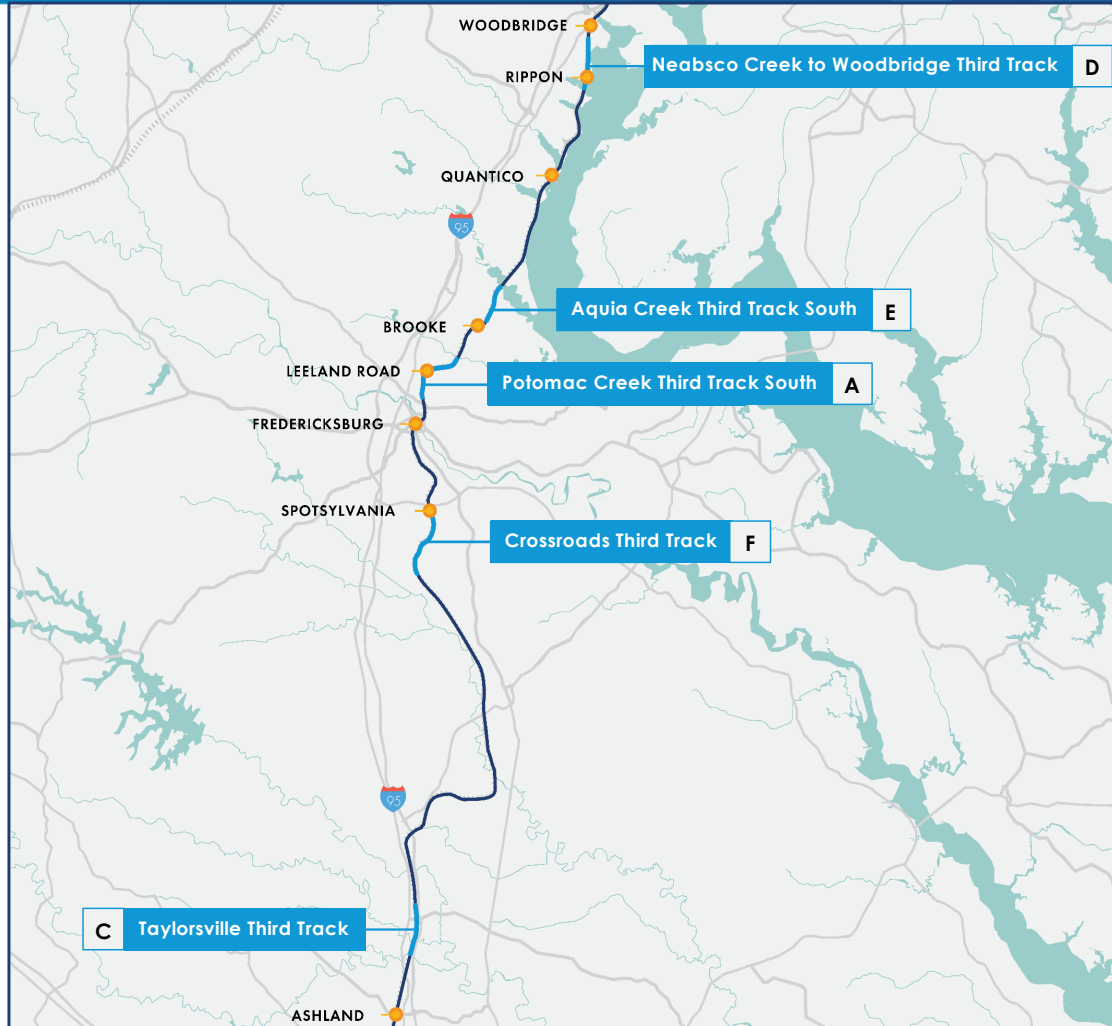 WOODBRIDGE
Neabsco Creek to Woodbridge Third Track D
RIPPON
QUANTICO
95
Aquia Creek Third Track South E
BROOKE
LEELAND ROAD
Potomac Creek Third Track South A
FREDERICKSBURG
SPOTSYLVANIA
Crossroads Third Track F
95
C Taylorsville Third Track
ASHLAND